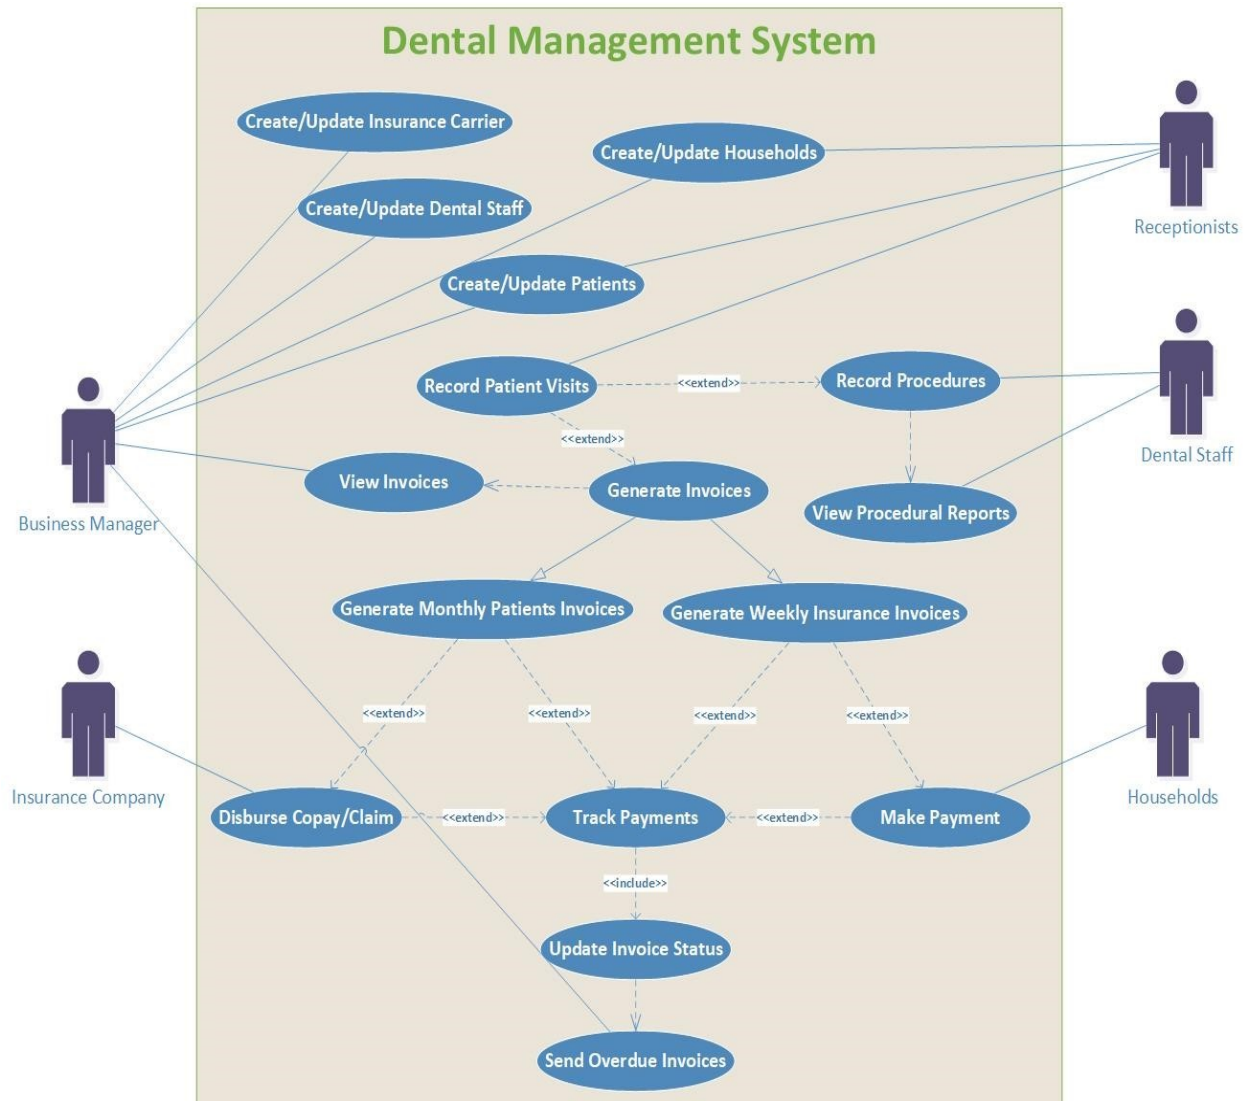 Dental Management System
Create/Update Insurance Carrier
Create/Update Households
Receptionists
Create/Update Dental Staff
Create/Update Patients
Record Patient Visits
<<extend>>
Record Procedures
<<extend>>
Dental Staff
View Invoices
Generate Invoices
View Procedural Reports
Business Manager
Generate Monthly Patients Invoices
Generate Weekly Insurance Invoices
<<extend>>
<<extend>>
<<extend>>
<<extend>>
Insurance Company
Households
Disburse Copay/Claim
<<extend>>
Track Payments
<<extend>>
Make Payment
<<include>>
Update Invoice Status
Send Overdue Invoices